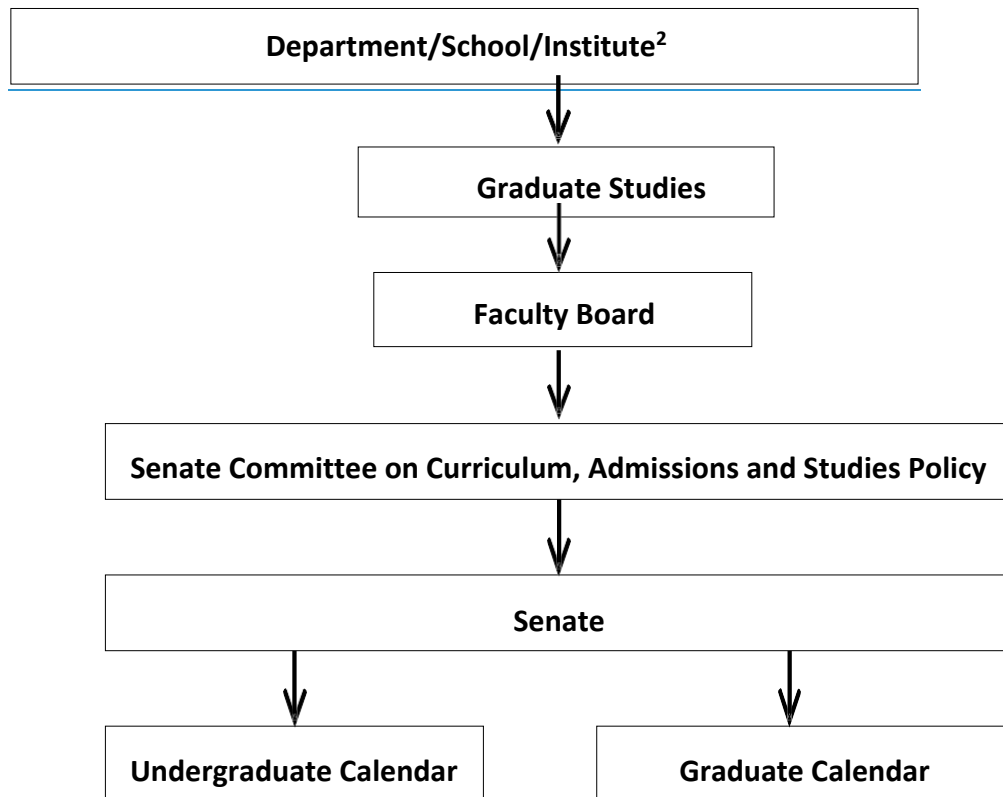 Department/School/Institute²
Graduate Studies
Faculty Board
Senate Committee on Curriculum, Admissions and Studies Policy
Senate
Undergraduate Calendar
Graduate Calendar